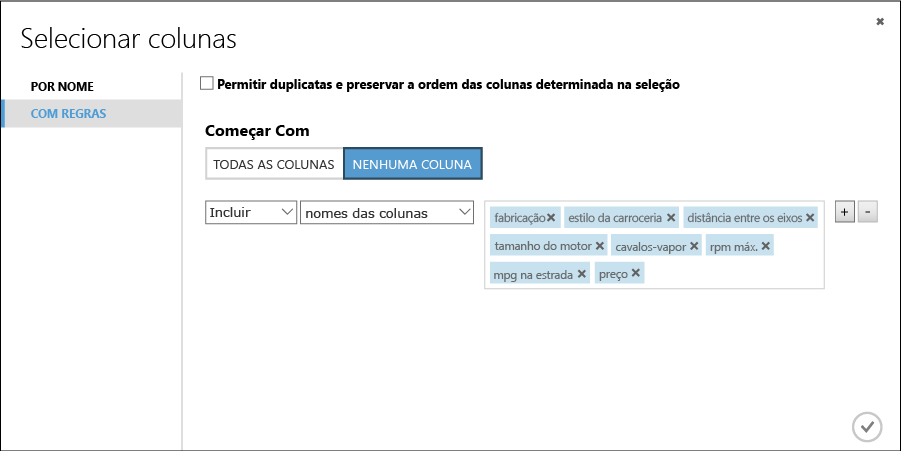 Selecionar colunas
POR NOME
COM REGRAS
Permitir duplicatas e preservar a ordem das colunas determinada na seleção
Começar Com
TODAS AS COLUNAS NENHUMA COLUNA
Incluir nomes das colunas fabricação estilo da carroceria distância entre os eixos + -
tamanho do motor cavalos-vapor rpm máx.
mpg na estrada preço